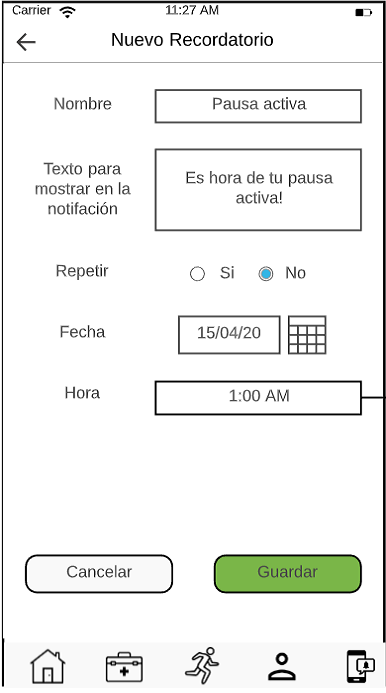 Carrier 11:27 AM
Nuevo Recordatorio
Nombre Pausa activa
Texto para
mostrar en la
notifación
Es hora de tu pausa
activa!
Repetir Si No
Fecha 15/04/20
Hora 1:00 AM
Cancelar Guardar